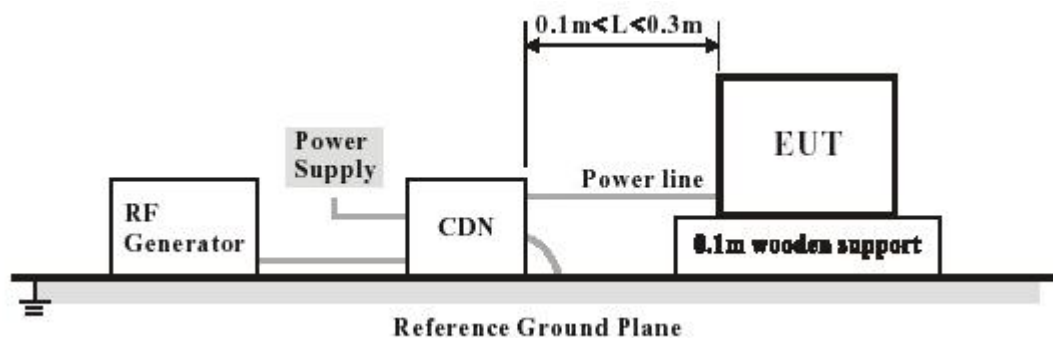 0.1m<L<0.3m
Power
Supply
EUT
Power line
RF
Generator
CDN
0.1m wooden support
Reference Ground Plane